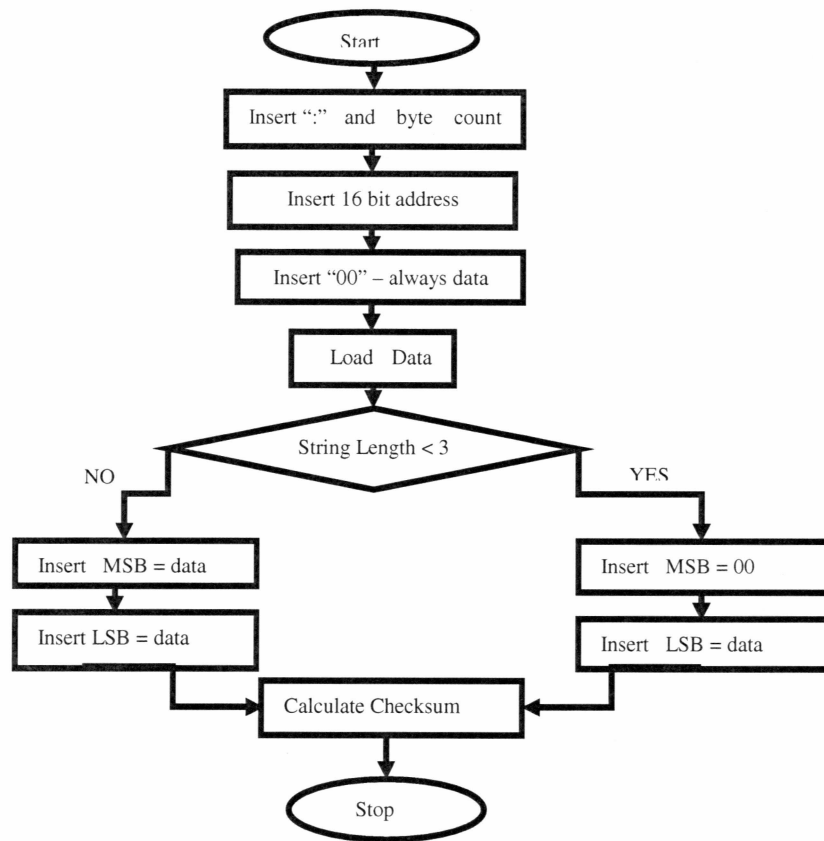 Start
Insert “:” and byte count
Insert 16 bit address
Insert “00” – always data
Load Data
String Length < 3
NO
YES
Insert MSB = data
Insert MSB = 00
Insert LSB = data
Insert LSB = data
Calculate Checksum
Stop